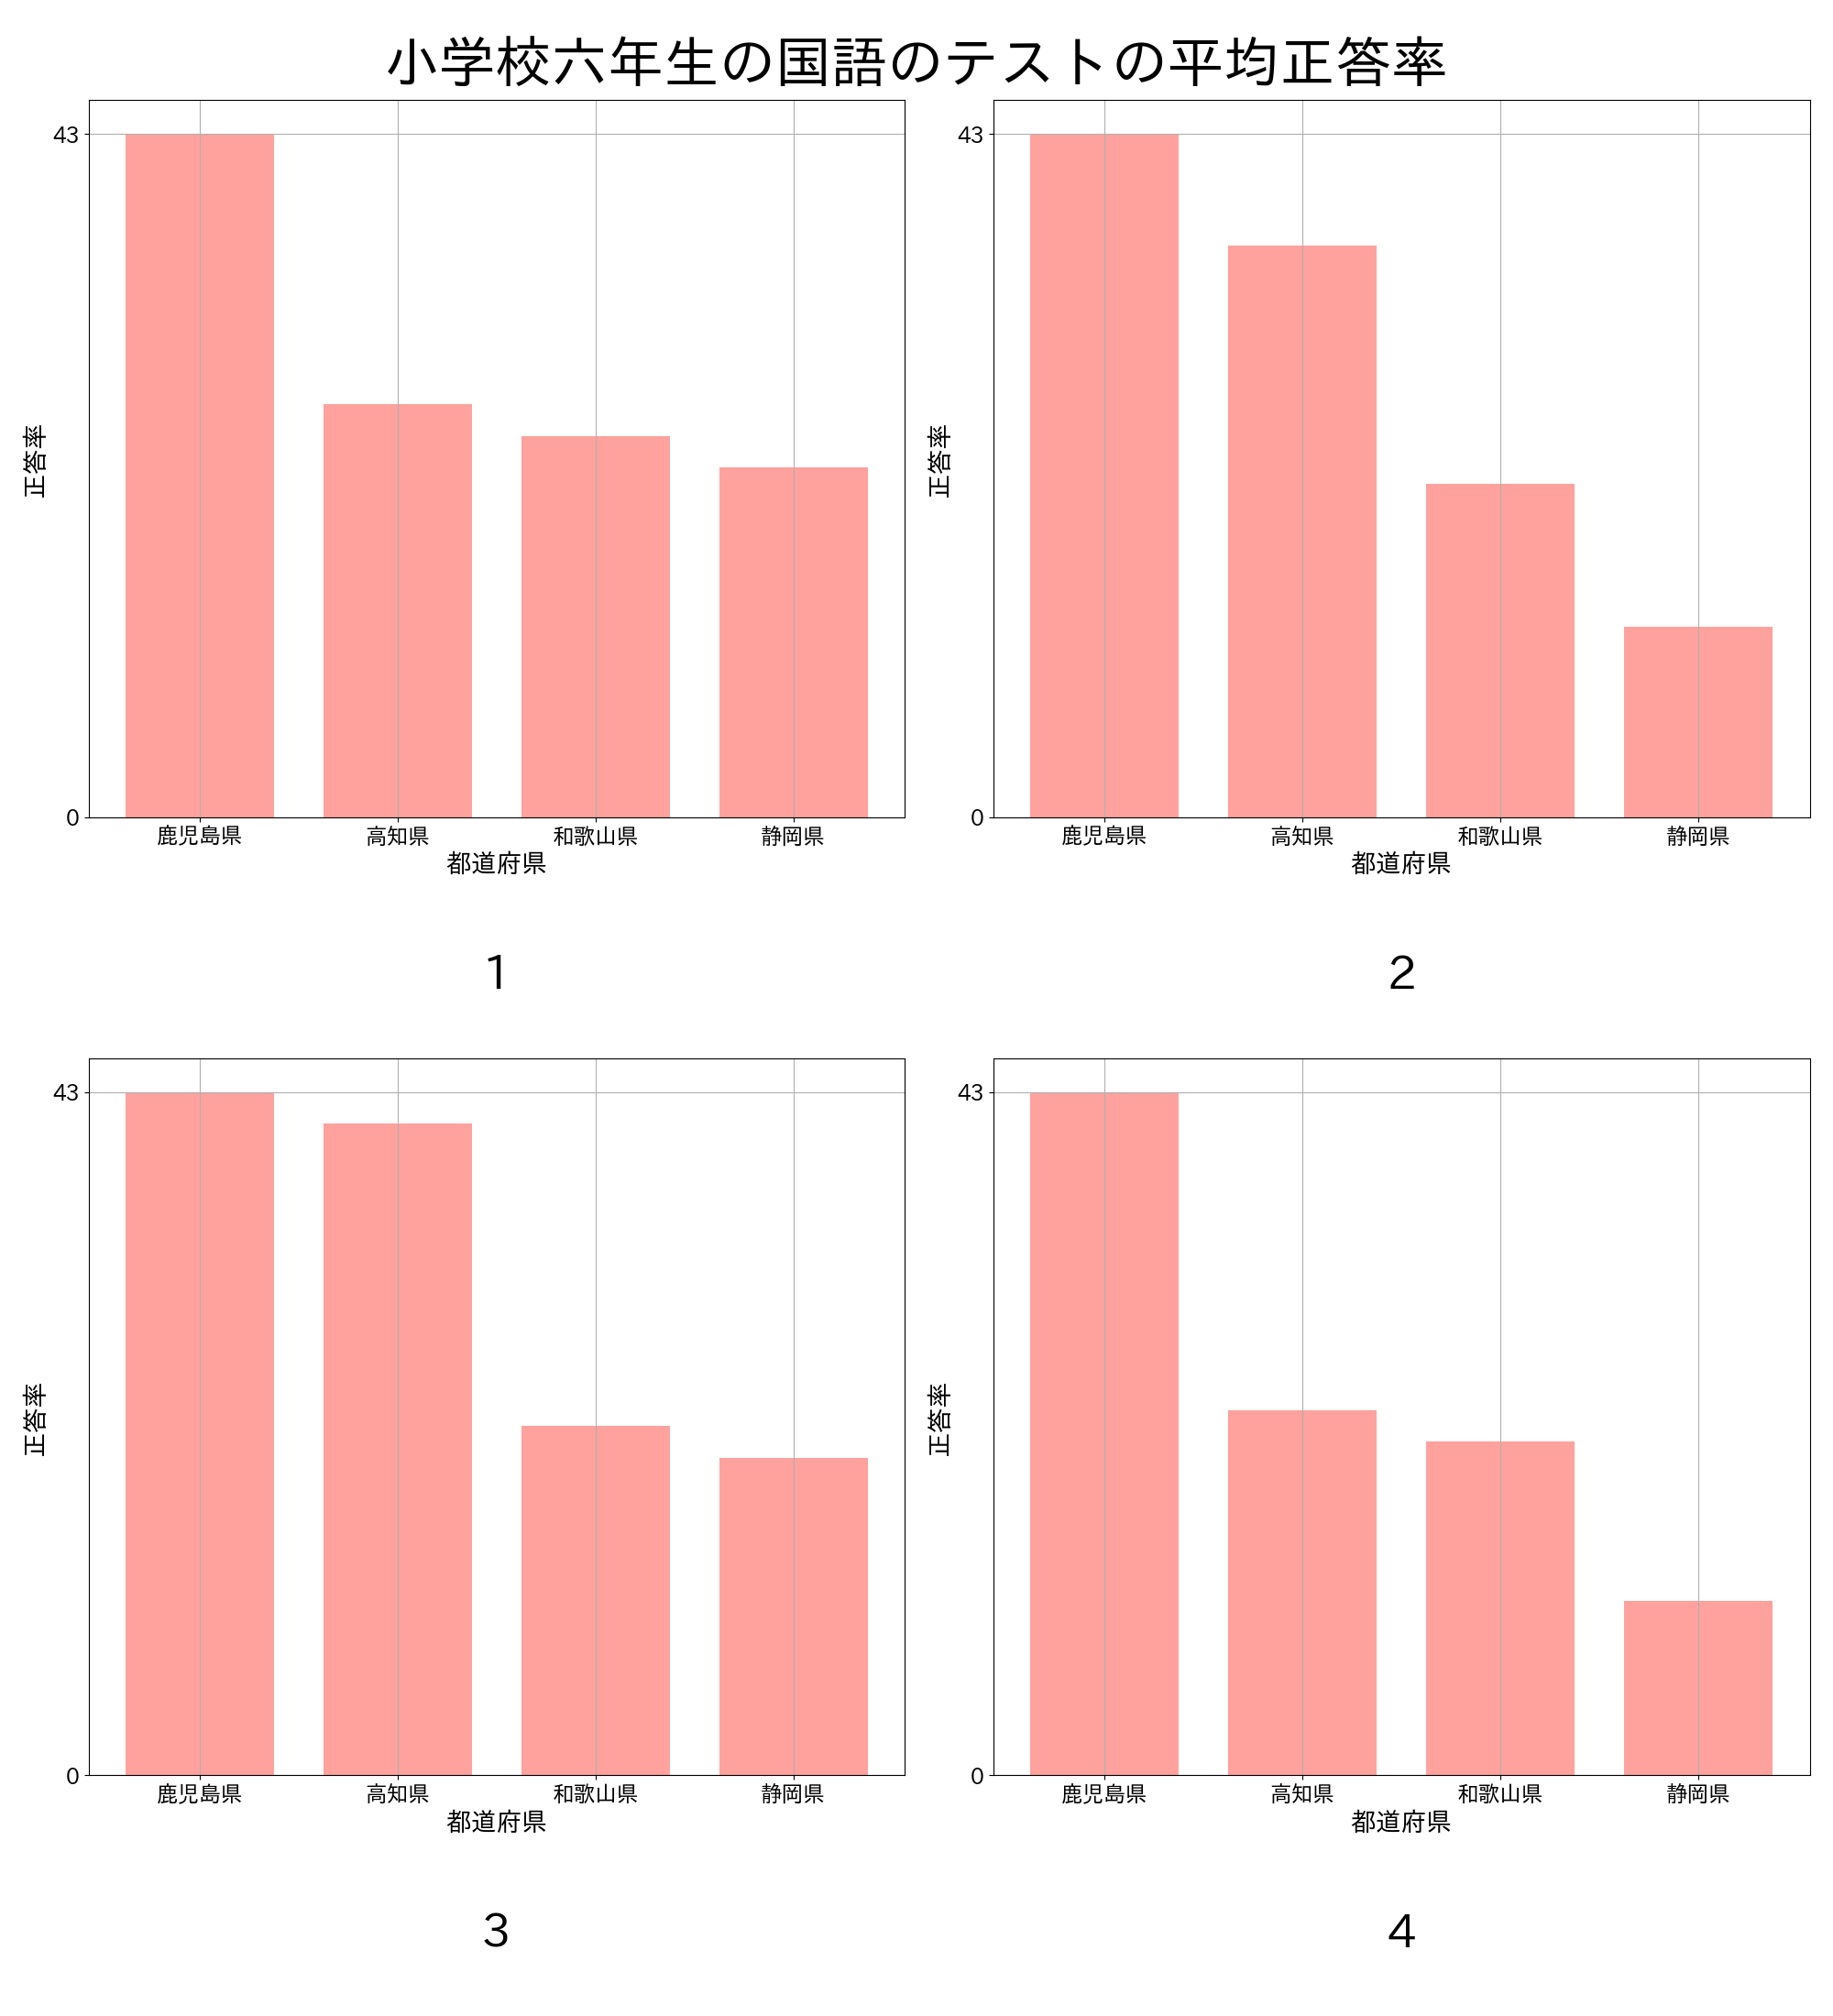 小学校六年生の国語のテストの平均正答率
43
正答率
0
鹿児島県 高知県 和歌山県 静岡県
都道府県
1
43
正答率
0
鹿児島県 高知県 和歌山県 静岡県
都道府県
2
43
正答率
0
鹿児島県 高知県 和歌山県 静岡県
都道府県
3
43
正答率
0
鹿児島県 高知県 和歌山県 静岡県
都道府県
4